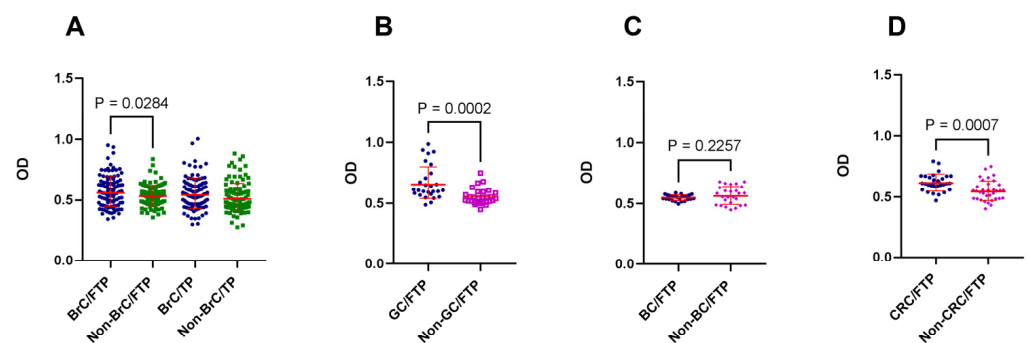 A
B
C
D
OD
1.5
1.0
0.5
0.0
P = 0.0284
BrC/FTP
Non-BrC/FTP
BrC/TP
Non-BrC/TP
OD
1.5
1.0
0.5
0.0
P = 0.0002
GC/FTP
Non-GC/FTP
OD
1.5
1.0
0.5
0.0
P = 0.2257
BC/FTP
Non-BC/FTP
OD
1.5
1.0
0.5
0.0
P = 0.0007
CRC/FTP
Non-CRC/FTP